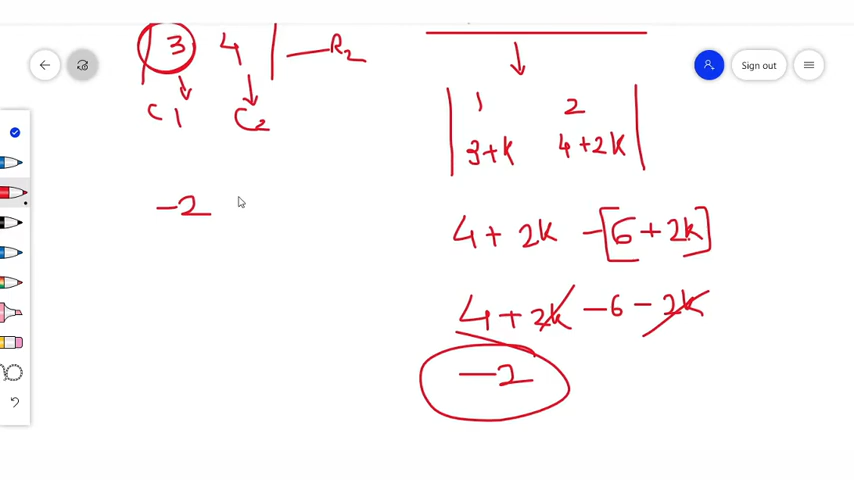 Sign out
| 3 4 | — R2
C1 C2
-2
| 1 2 |
| 3+k 4+2k |
4 + 2k -[6 + 2k]
4 + 2k - 6 - 2k
-2